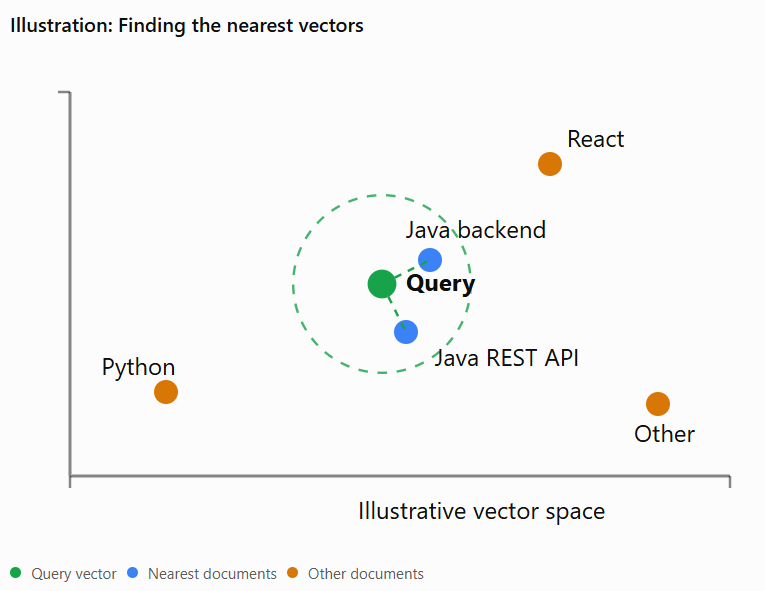 Illustration: Finding the nearest vectors
React
Java backend
Query
Java REST API
Python
Other
Illustrative vector space
Query vector
Nearest documents
Other documents